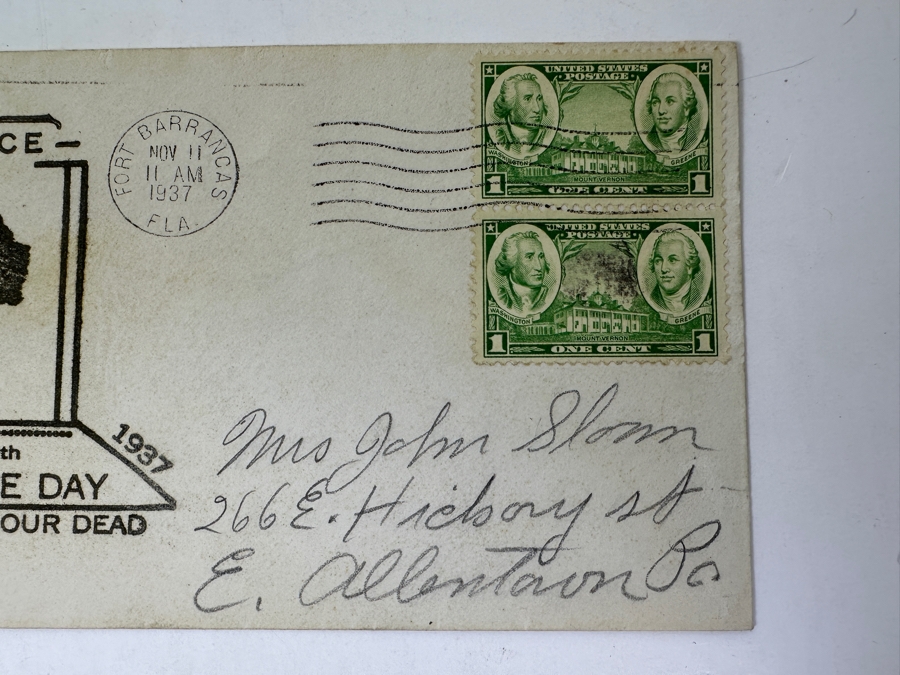 CE –
FORT BARRANCAS
NOV 11
11 AM
1937
FLA.
UNITED STATES
POSTAGE
WASHINGTON
GREENE
MOUNT VERNON
1 ONE CENT 1
UNITED STATES
POSTAGE
WASHINGTON
GREENE
MOUNT VERNON
1 ONE CENT 1
1937
th
E DAY
OUR DEAD
Mrs John Sloan
266 E. Hickory st
E. Allentown Pa